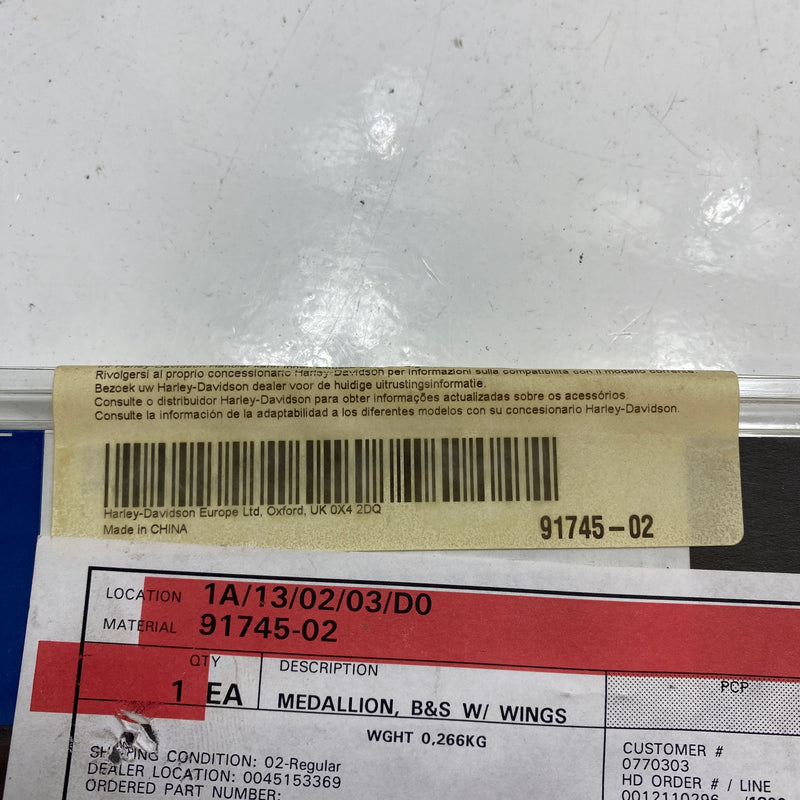 Rivolgersi al proprio concessionario Harley-Davidson per informazioni sulla compatibilità con il modello corrente
Bezoek uw Harley-Davidson dealer voor de huidige uitrustingsinformatie.
Consulte o distribuidor Harley-Davidson para obter informações actualizadas sobre os acessórios.
Consulte la información de la adaptabilidad a los diferentes modelos con su concesionario Harley-Davidson.
Harley-Davidson Europe Ltd, Oxford, UK 0X4 2DQ
Made in CHINA
91745-02
LOCATION 1A/13/02/03/D0
MATERIAL 91745-02
QTY DESCRIPTION PCP
1 EA MEDALLION, B&S W/ WINGS
WGHT 0,266KG
SHIPPING CONDITION: 02-Regular
DEALER LOCATION: 0045153369
ORDERED PART NUMBER:
CUSTOMER #
0770303
HD ORDER # / LINE
0012110296